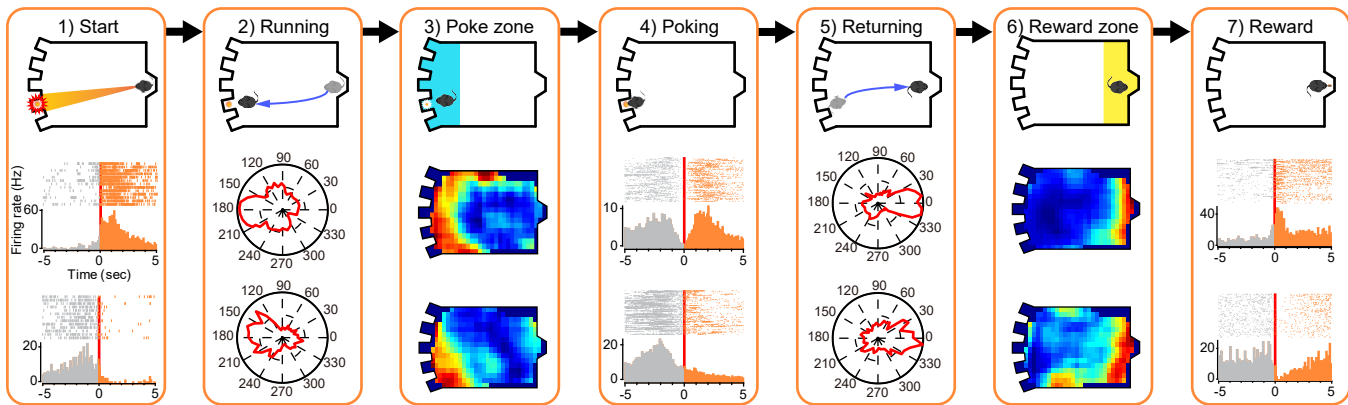 1) Start
2) Running
3) Poke zone
4) Poking
5) Returning
6) Reward zone
7) Reward
Firing rate (Hz)
60
0
-5 0 5
Time (sec)
20
0
-5 0 5
90
120 60
150 30
180 0
210 330
240 300
270
90
120 60
150 30
180 0
210 330
240 300
270
10
0
-5 0 5
20
0
-5 0 5
90
120 60
150 30
180 0
210 330
240 300
270
90
120 60
150 30
180 0
210 330
240 300
270
40
0
-5 0 5
20
0
-5 0 5